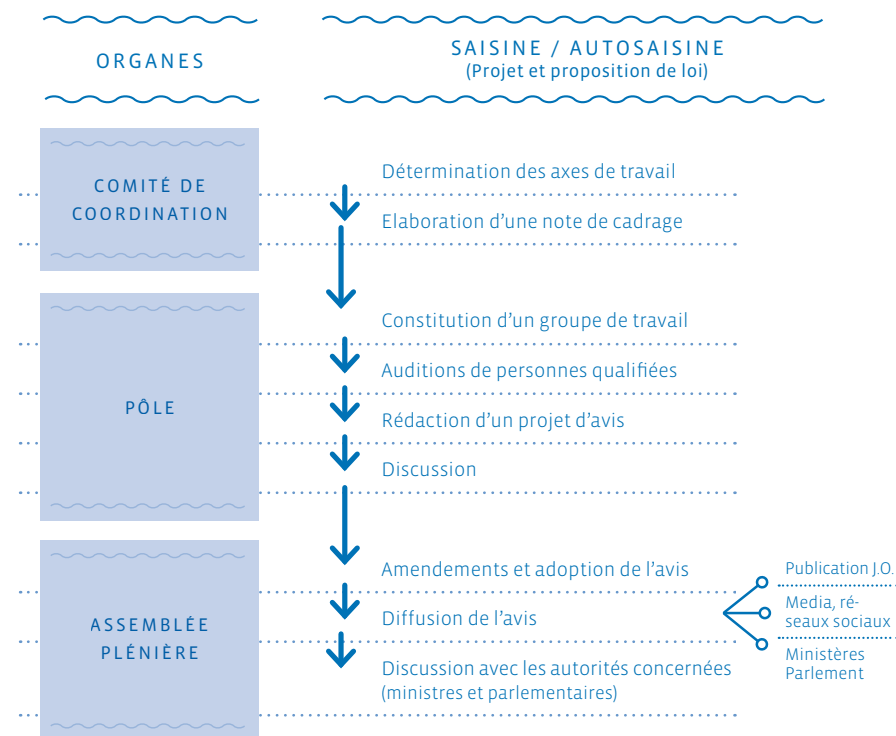 ORGANES
SAISINE / AUTOSAISINE
(Projet et proposition de loi)
COMITÉ DE
COORDINATION
Détermination des axes de travail
Elaboration d’une note de cadrage
PÔLE
Constitution d’un groupe de travail
Auditions de personnes qualifiées
Rédaction d’un projet d’avis
Discussion
ASSEMBLÉE
PLÉNIÈRE
Amendements et adoption de l’avis
Diffusion de l’avis
Discussion avec les autorités concernées
(ministres et parlementaires)
Publication J.O.
Media, ré-
seaux sociaux
Ministères
Parlement